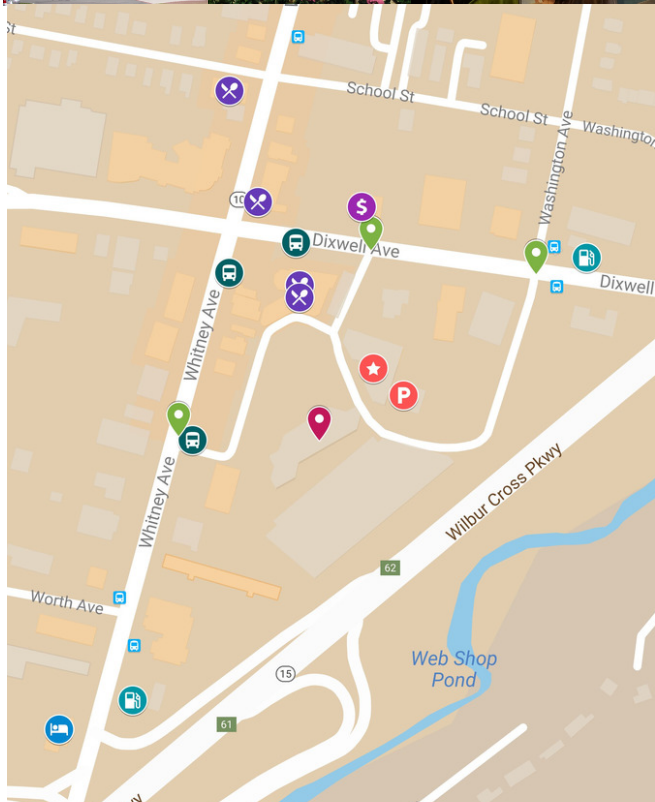 St
School St
School St
Washington
Washington Ave
10
$
Dixwell Ave
Dixwell
Whitney Ave
P
Whitney Ave
Wilbur Cross Pkwy
62
Worth Ave
Web Shop
Pond
15
61